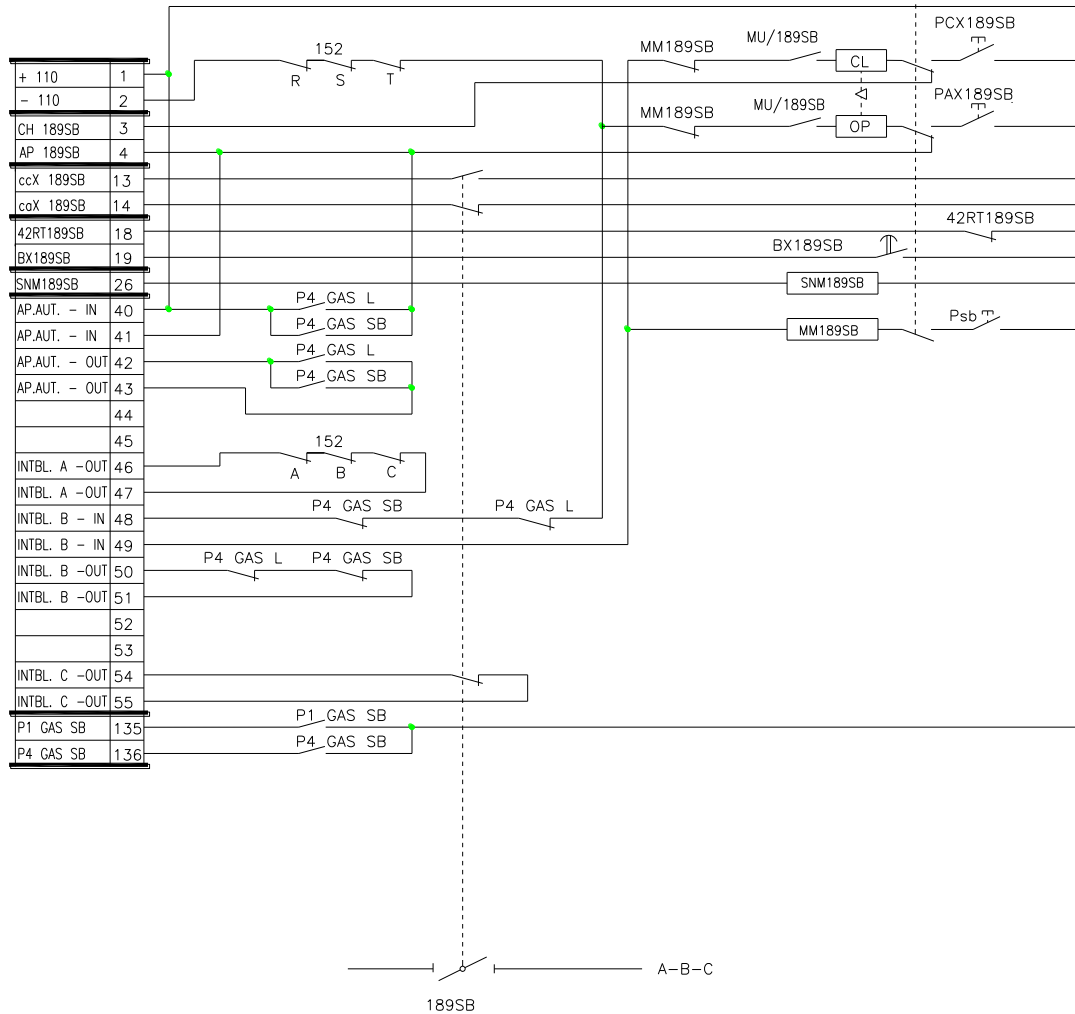 PCX189SB
MU/189SB
MM189SB
152
CL
R S T
+ 110 1
- 110 2
PAX189SB
MU/189SB
MM189SB
OP
CH 189SB 3
AP 189SB 4
ccX 189SB 13
caX 189SB 14
42RT189SB
42RT189SB 18
BX189SB
BX189SB 19
SNM189SB 26
SNM189SB
P4 GAS L
AP.AUT. - IN 40
Psb
P4 GAS SB
MM189SB
AP.AUT. - IN 41
P4 GAS L
AP.AUT. - OUT 42
P4 GAS SB
AP.AUT. - OUT 43
44
45
152
INTBL. A -OUT 46
A B C
INTBL. A -OUT 47
P4 GAS SB P4 GAS L
INTBL. B - IN 48
INTBL. B - IN 49
P4 GAS L P4 GAS SB
INTBL. B -OUT 50
INTBL. B -OUT 51
52
53
INTBL. C -OUT 54
INTBL. C -OUT 55
P1 GAS SB
P1 GAS SB 135
P4 GAS SB
P4 GAS SB 136
A-B-C
189SB